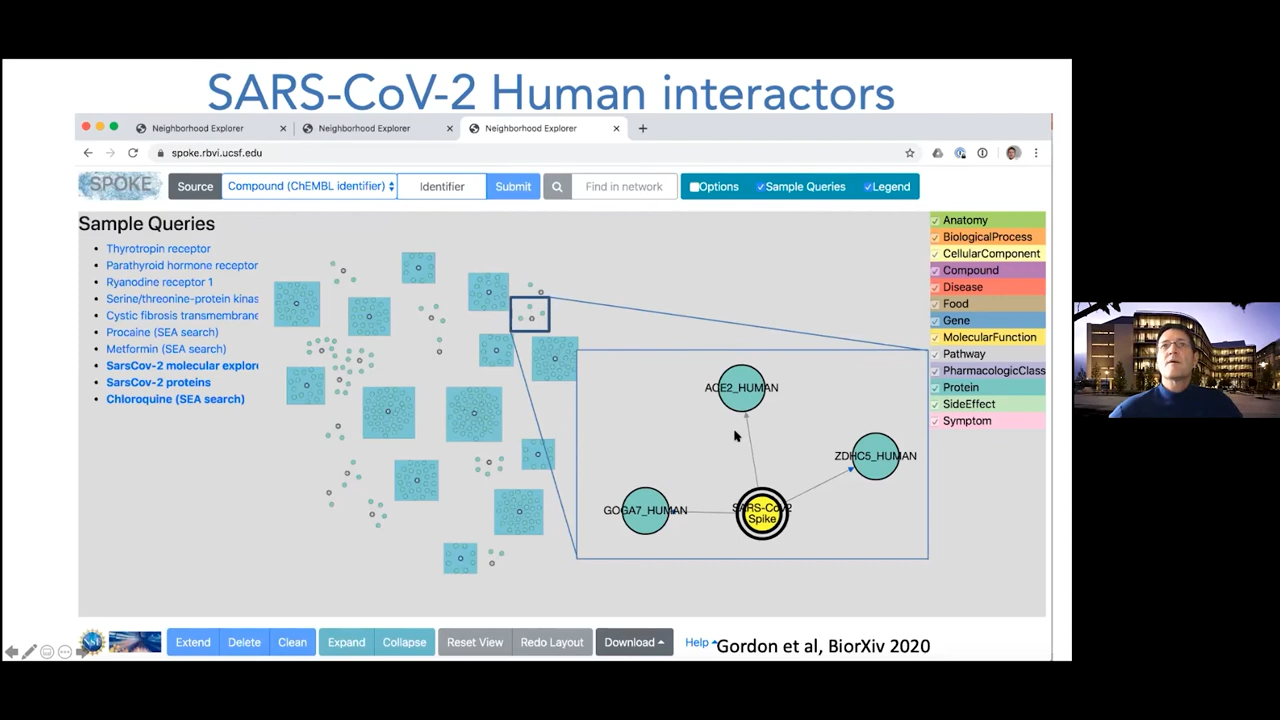 SARS-CoV-2 Human interactors
Neighborhood Explorer
Neighborhood Explorer
Neighborhood Explorer
spoke.rbvi.ucsf.edu
SPOKE
Source
Compound (ChEMBL identifier)
Identifier
Submit
Find in network
Options
Sample Queries
Legend
Sample Queries
Thyrotropin receptor
Parathyroid hormone receptor
Ryanodine receptor 1
Serine/threonine-protein kinas
Cystic fibrosis transmembrane
Procaine (SEA search)
Metformin (SEA search)
SarsCov-2 molecular explore
SarsCov-2 proteins
Chloroquine (SEA search)
ACE2_HUMAN
ZDHC5_HUMAN
GOGA7_HUMAN
SARS-CoV2
Spike
Anatomy
BiologicalProcess
CellularComponent
Compound
Disease
Food
Gene
MolecularFunction
Pathway
PharmacologicClass
Protein
SideEffect
Symptom
NSF
Extend
Delete
Clean
Expand
Collapse
Reset View
Redo Layout
Download
Help
Gordon et al, BiorXiv 2020